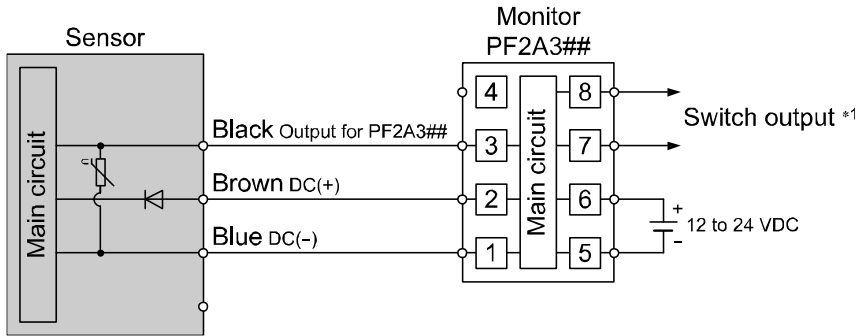 Sensor
Monitor
PF2A3##
Main circuit
Black Output for PF2A3##
Brown DC(+)
Blue DC(−)
4
3
2
1
Main circuit
8
7
6
5
Switch output *1
+
12 to 24 VDC
−